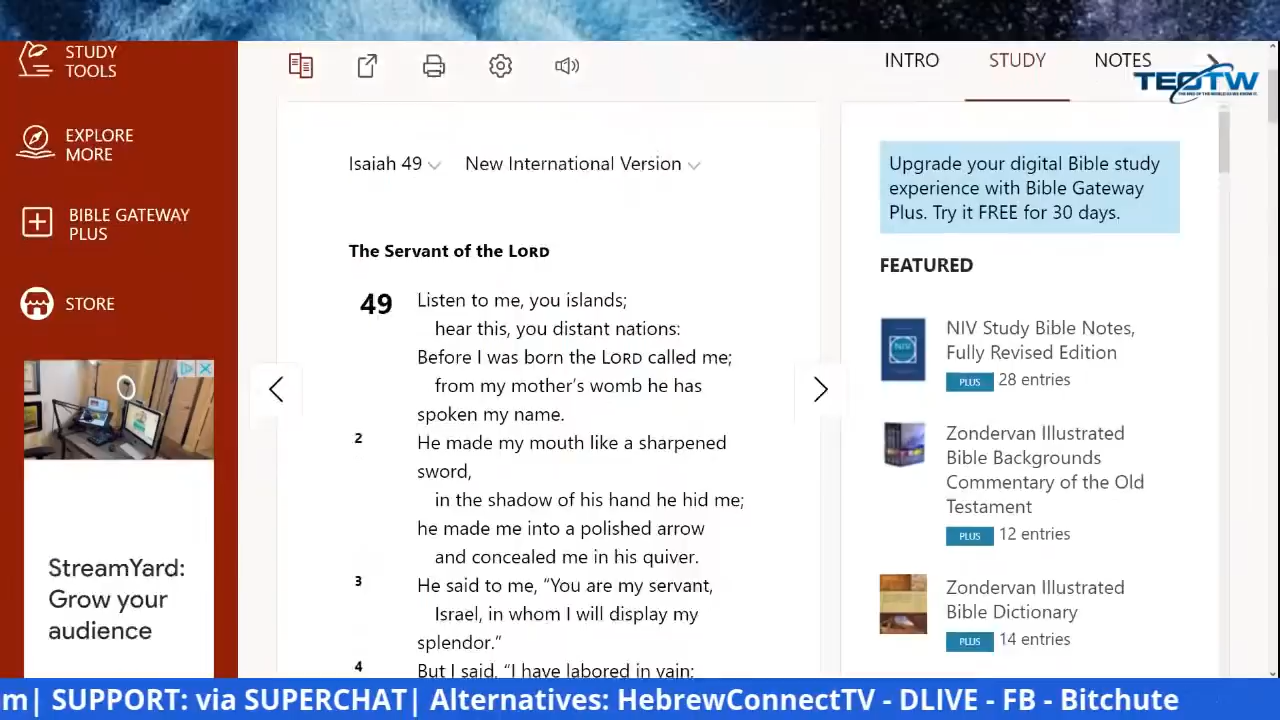 STUDY
TOOLS
EXPLORE
MORE
BIBLE GATEWAY
PLUS
STORE
StreamYard:
Grow your
audience
Isaiah 49
New International Version
The Servant of the LORD
49 Listen to me, you islands;
hear this, you distant nations:
Before I was born the LORD called me;
from my mother’s womb he has
spoken my name.
2 He made my mouth like a sharpened
sword,
in the shadow of his hand he hid me;
he made me into a polished arrow
and concealed me in his quiver.
3 He said to me, “You are my servant,
Israel, in whom I will display my
splendor.”
4 But I said, “I have labored in vain;
INTRO STUDY NOTES
TEOTW
Upgrade your digital Bible study
experience with Bible Gateway
Plus. Try it FREE for 30 days.
FEATURED
NIV Study Bible Notes,
Fully Revised Edition
PLUS 28 entries
Zondervan Illustrated
Bible Backgrounds
Commentary of the Old
Testament
PLUS 12 entries
Zondervan Illustrated
Bible Dictionary
PLUS 14 entries
m| SUPPORT: via SUPERCHAT| Alternatives: HebrewConnectTV - DLIVE - FB - Bitchute